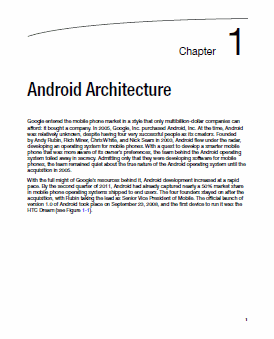 Chapter 1
Android Architecture
Google entered the mobile phone market in a style that only multibillion-dollar companies can
afford: it bought a company. In 2005, Google, Inc. purchased Android, Inc. At the time, Android
was relatively unknown, despite having four very successful people as its creators. Founded
by Andy Rubin, Rich Miner, Chris White, and Nick Sears in 2003, Android flew under the radar,
developing an operating system for mobile phones. With a quest to develop a smarter mobile
phone that was more aware of its owner's preferences, the team behind the Android operating
system toiled away in secrecy. Admitting only that they were developing software for mobile
phones, the team remained quiet about the true nature of the Android operating system until the
acquisition in 2005.
With the full might of Google's resources behind it, Android development increased at a rapid
pace. By the second quarter of 2011, Android had already captured nearly a 50% market share
in mobile phone operating systems shipped to end users. The four founders stayed on after the
acquisition, with Rubin taking the lead as Senior Vice President of Mobile. The official launch of
version 1.0 of Android took place on September 23, 2008, and the first device to run it was the
HTC Dream (see Figure 1-1).
1